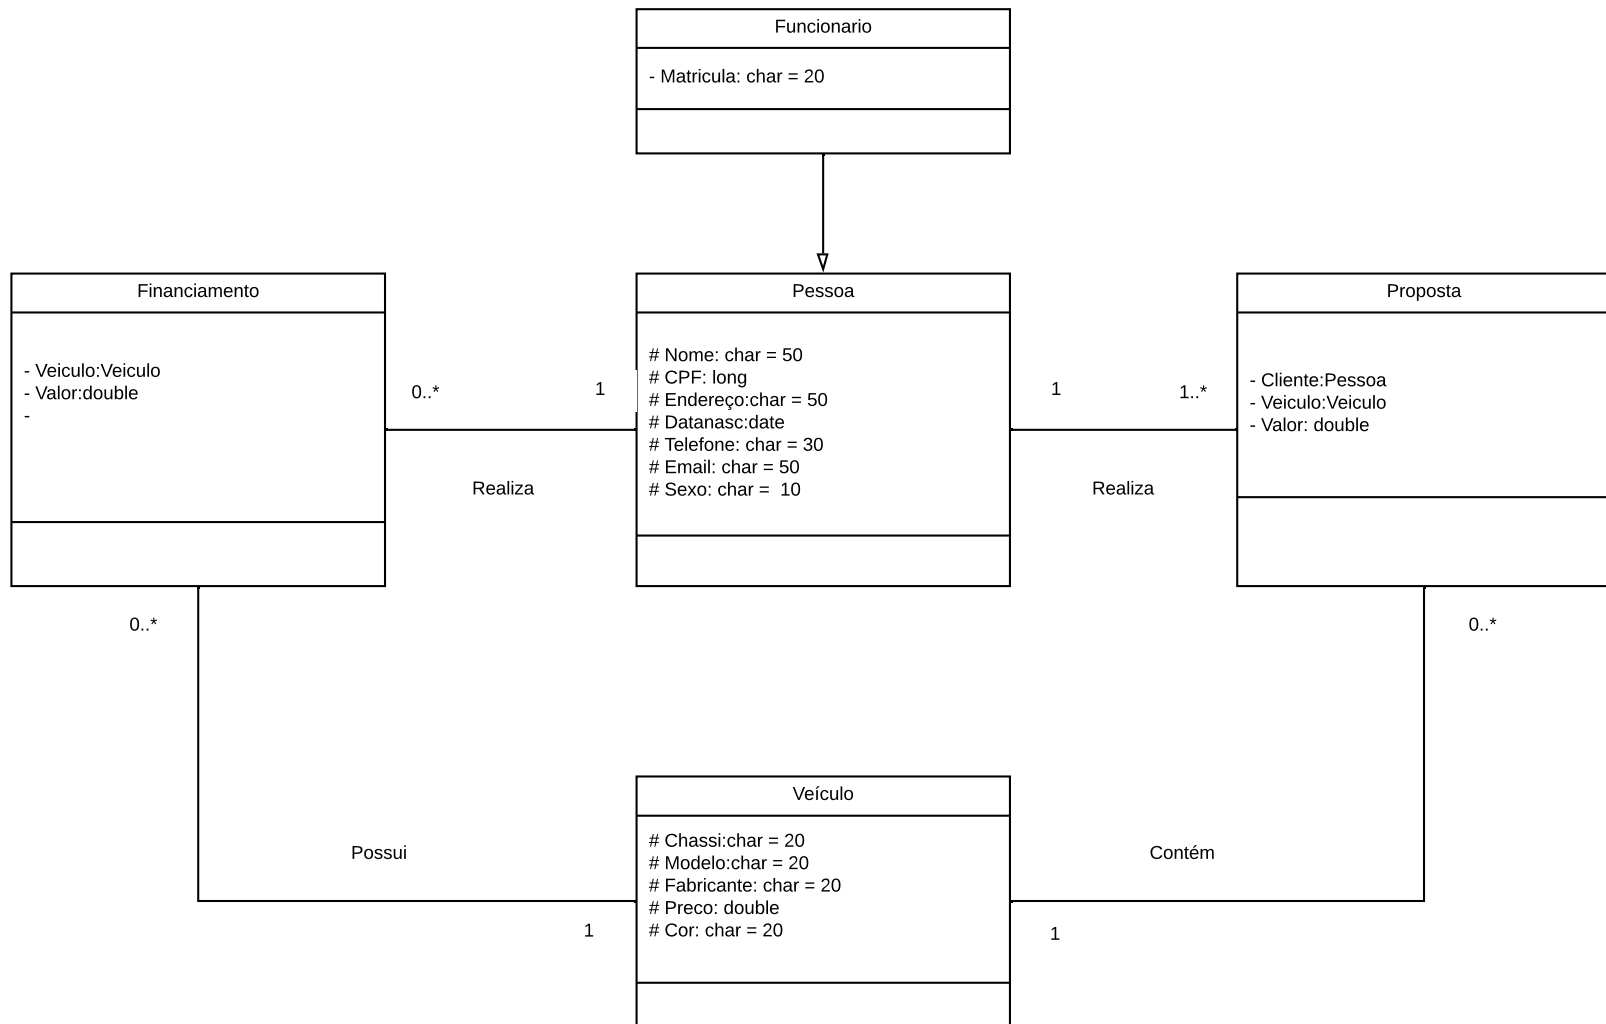 Funcionario
- Matricula: char = 20
Financiamento
- Veiculo:Veiculo
- Valor:double
-
0..*
1
Realiza
Pessoa
# Nome: char = 50
# CPF: long
# Endereço:char = 50
# Datanasc:date
# Telefone: char = 30
# Email: char = 50
# Sexo: char =  10
1
1..*
Realiza
Proposta
- Cliente:Pessoa
- Veiculo:Veiculo
- Valor: double
0..*
0..*
Possui
1
Veículo
# Chassi:char = 20
# Modelo:char = 20
# Fabricante: char = 20
# Preco: double
# Cor: char = 20
Contém
1